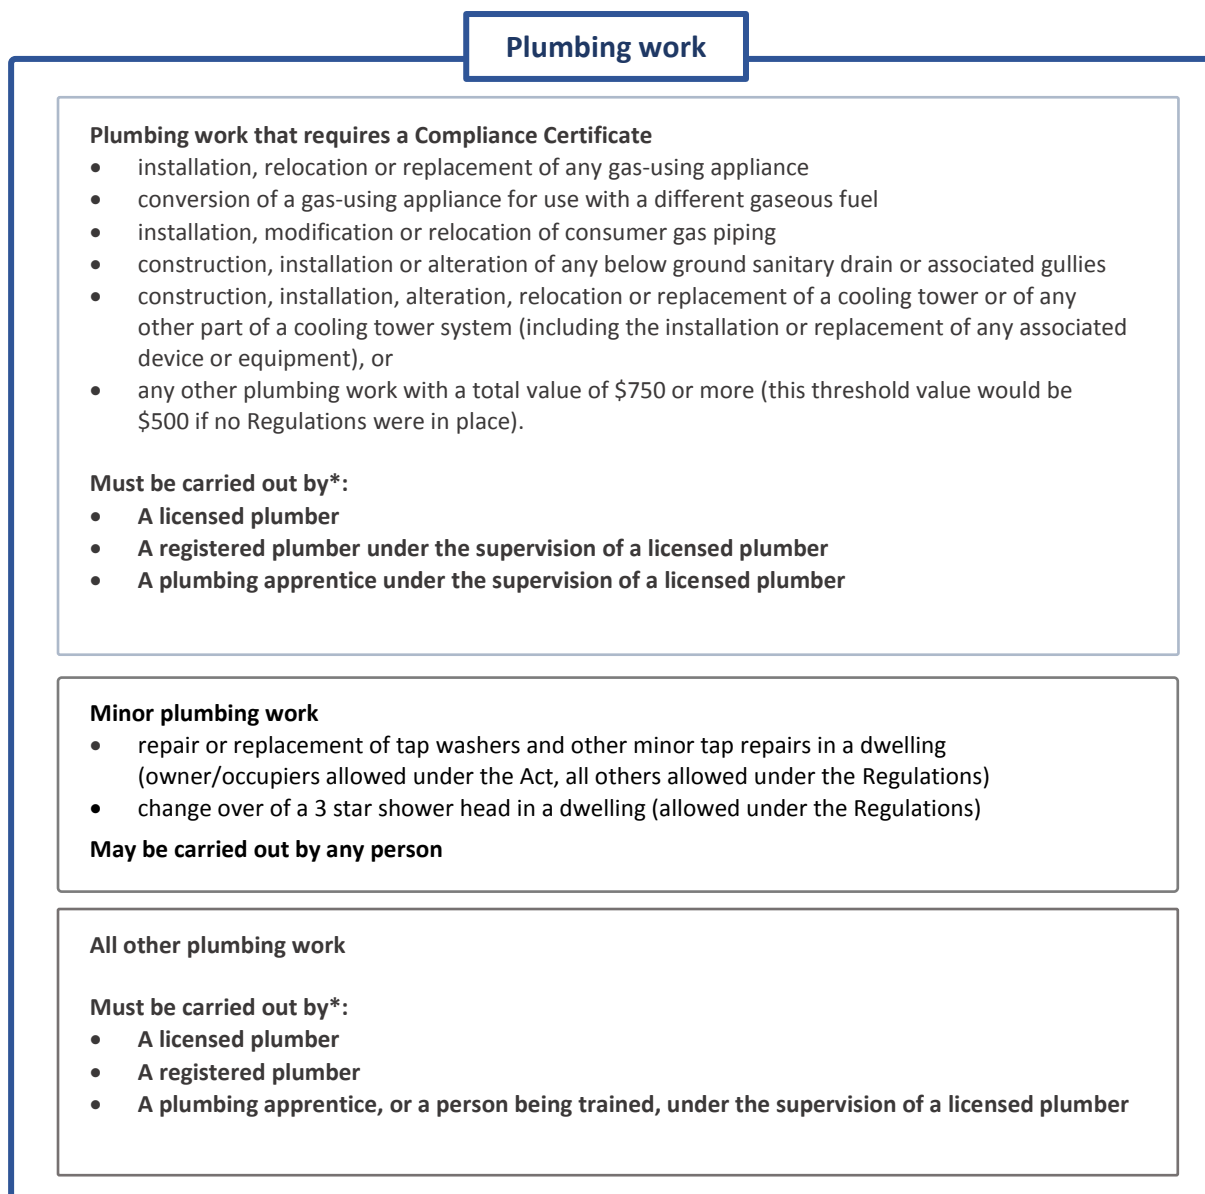 Plumbing work
Plumbing work that requires a Compliance Certificate
• installation, relocation or replacement of any gas-using appliance
• conversion of a gas-using appliance for use with a different gaseous fuel
• installation, modification or relocation of consumer gas piping
• construction, installation or alteration of any below ground sanitary drain or associated gullies
• construction, installation, alteration, relocation or replacement of a cooling tower or of any
other part of a cooling tower system (including the installation or replacement of any associated
device or equipment), or
• any other plumbing work with a total value of $750 or more (this threshold value would be
$500 if no Regulations were in place).
Must be carried out by*:
• A licensed plumber
• A registered plumber under the supervision of a licensed plumber
• A plumbing apprentice under the supervision of a licensed plumber
Minor plumbing work
• repair or replacement of tap washers and other minor tap repairs in a dwelling
(owner/occupiers allowed under the Act, all others allowed under the Regulations)
• change over of a 3 star shower head in a dwelling (allowed under the Regulations)
May be carried out by any person
All other plumbing work
Must be carried out by*:
• A licensed plumber
• A registered plumber
• A plumbing apprentice, or a person being trained, under the supervision of a licensed plumber